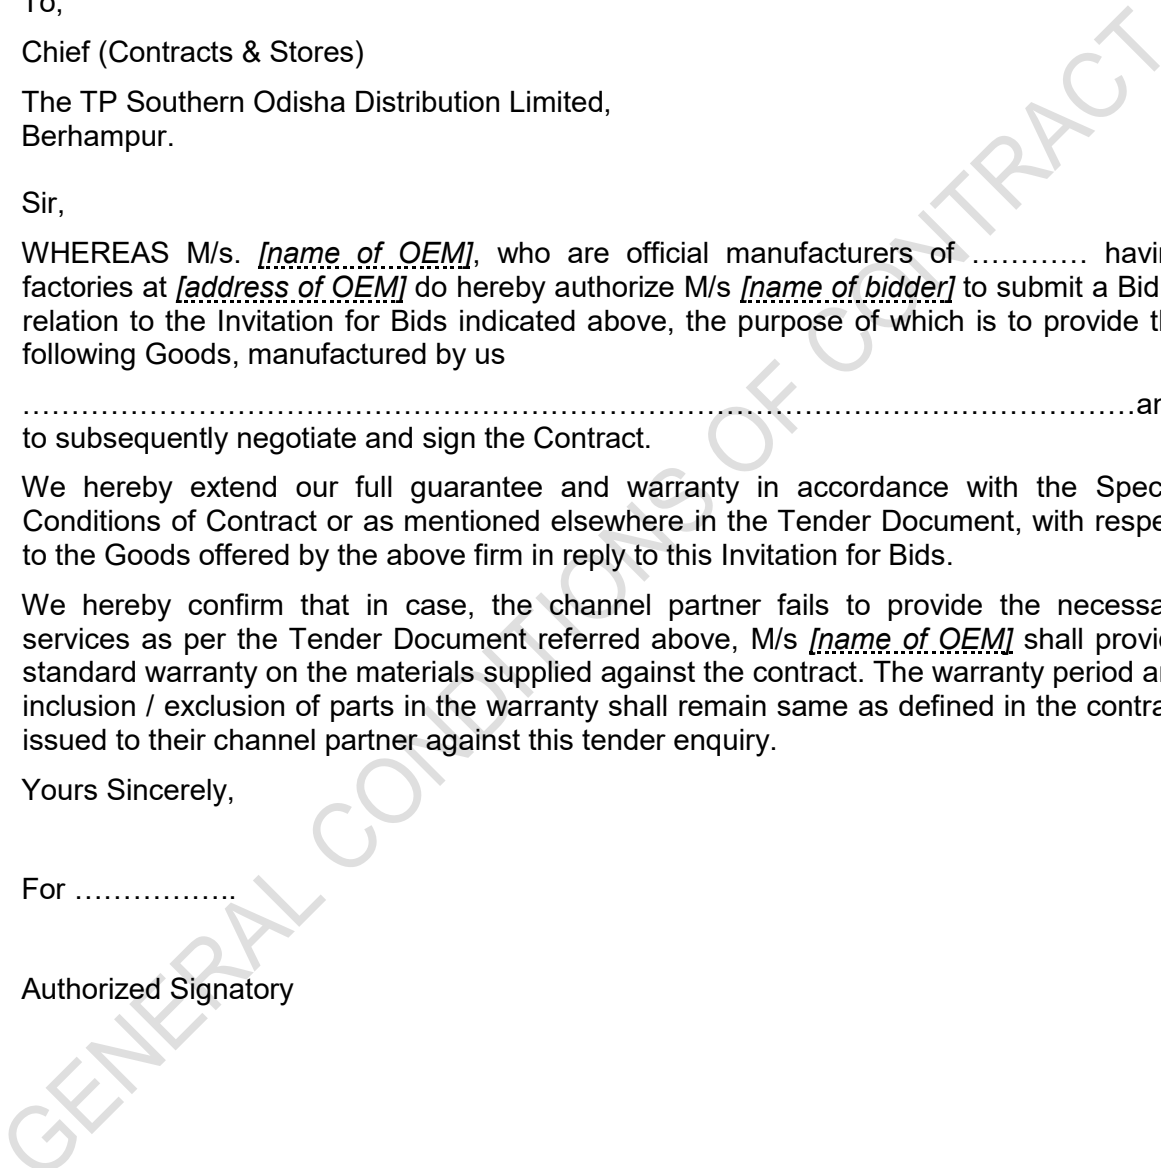 To,
Chief (Contracts & Stores)
The TP Southern Odisha Distribution Limited,
Berhampur.
Sir,
WHEREAS M/s. [name of OEM], who are official manufacturers of ………… havin
factories at [address of OEM] do hereby authorize M/s [name of bidder] to submit a Bid
relation to the Invitation for Bids indicated above, the purpose of which is to provide th
following Goods, manufactured by us
……………………………………………………………………………………………………an
to subsequently negotiate and sign the Contract.
We hereby extend our full guarantee and warranty in accordance with the Spec
Conditions of Contract or as mentioned elsewhere in the Tender Document, with respe
to the Goods offered by the above firm in reply to this Invitation for Bids.
We hereby confirm that in case, the channel partner fails to provide the necessa
services as per the Tender Document referred above, M/s [name of OEM] shall provid
standard warranty on the materials supplied against the contract. The warranty period an
inclusion / exclusion of parts in the warranty shall remain same as defined in the contra
issued to their channel partner against this tender enquiry.
Yours Sincerely,
For ……………..
Authorized Signatory
GENERAL CONDITIONS OF CONTRACT